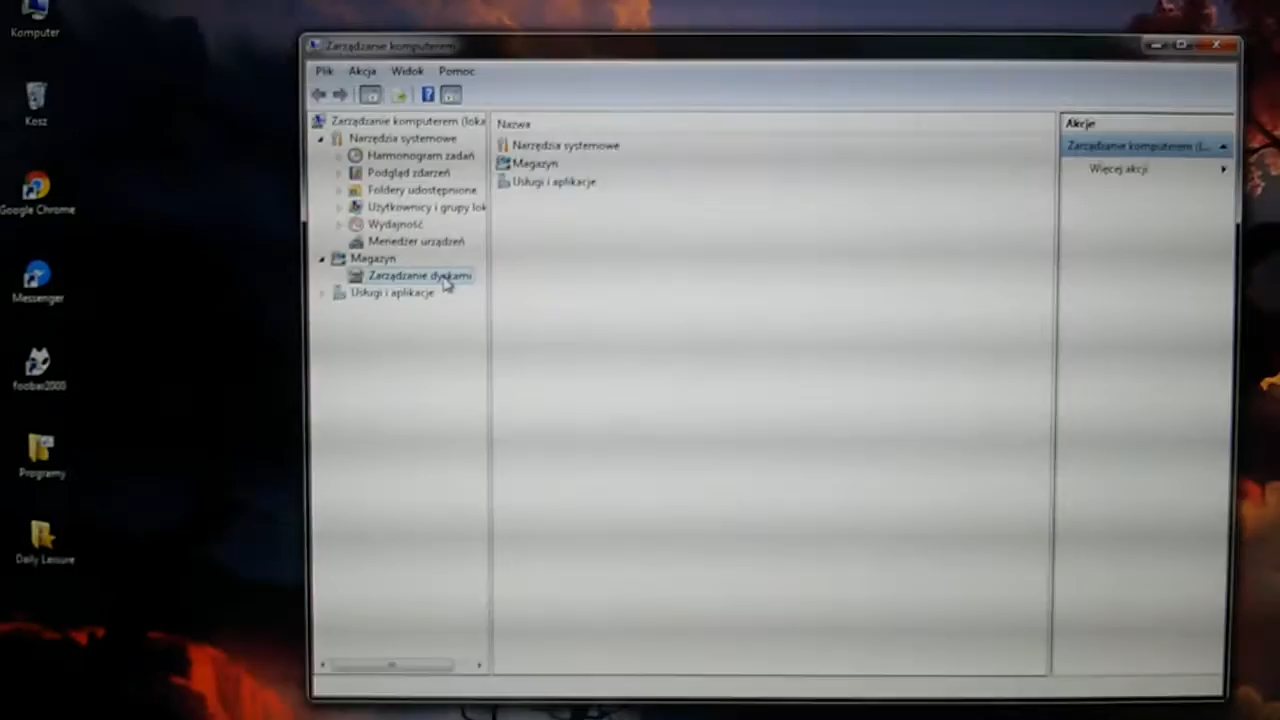 Komputer
Kosz
Google Chrome
Messenger
foobar2000
Programy
Daily Leisure
Zarządzanie komputerem
Plik Akcja Widok Pomoc
Zarządzanie komputerem (loka
Narzędzia systemowe
Harmonogram zadań
Podgląd zdarzeń
Foldery udostępnione
Użytkownicy i grupy lok
Wydajność
Menedżer urządzeń
Magazyn
Zarządzanie dyskami
Usługi i aplikacje
Nazwa
Narzędzia systemowe
Magazyn
Usługi i aplikacje
Akcje
Zarządzanie komputerem (l...
Więcej akcji